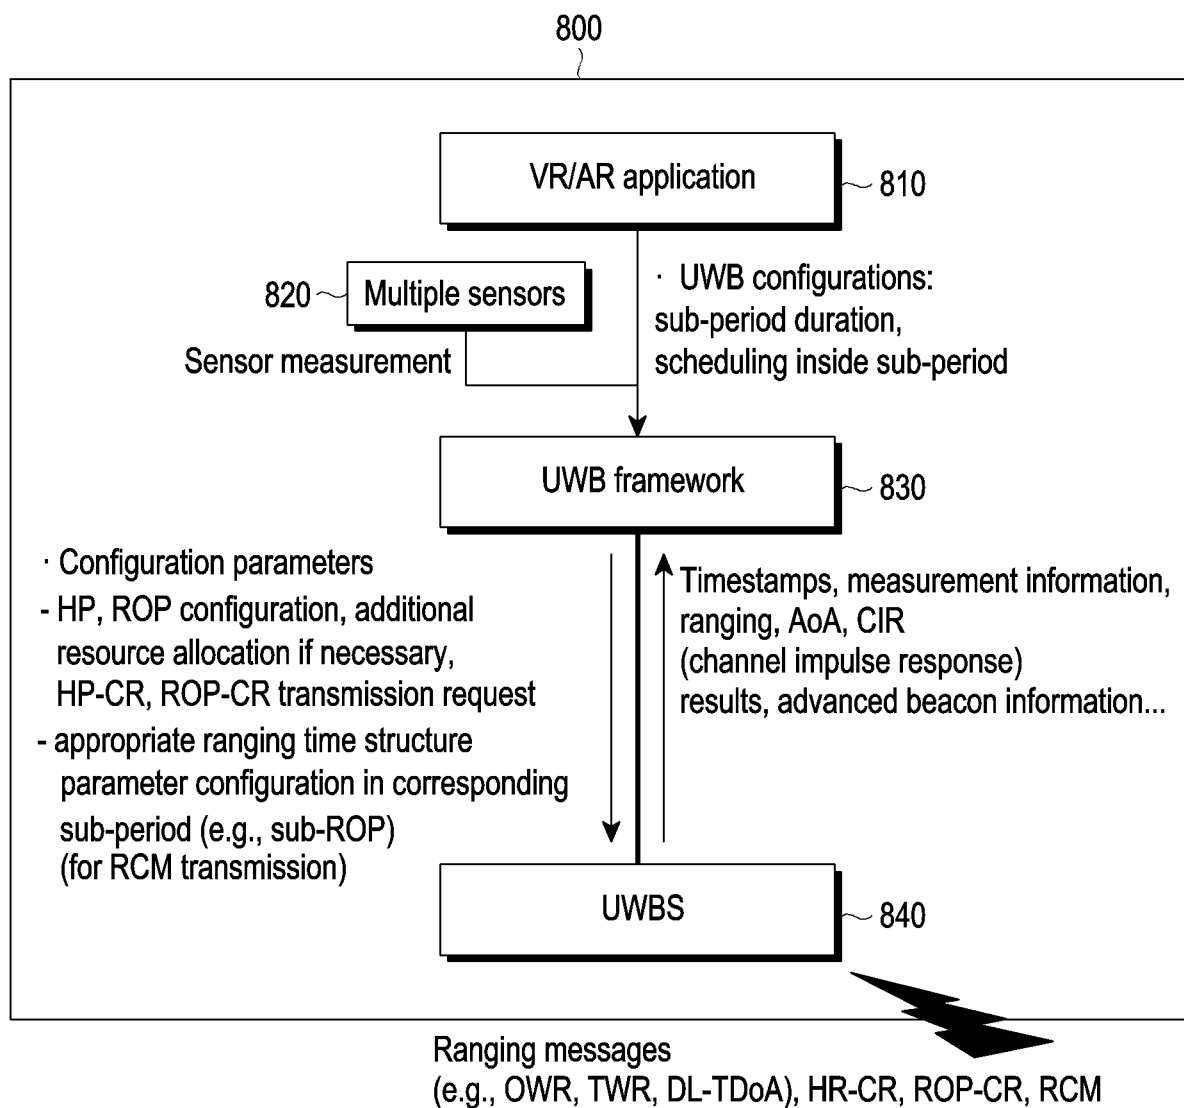 800
VR/AR application
810
820
Multiple sensors
Sensor measurement
· UWB configurations:
sub-period duration,
scheduling inside sub-period
UWB framework
830
· Configuration parameters
- HP, ROP configuration, additional
resource allocation if necessary,
HP-CR, ROP-CR transmission request
- appropriate ranging time structure
parameter configuration in corresponding
sub-period (e.g., sub-ROP)
(for RCM transmission)
Timestamps, measurement information,
ranging, AoA, CIR
(channel impulse response)
results, advanced beacon information...
UWBS
840
Ranging messages
(e.g., OWR, TWR, DL-TDoA), HR-CR, ROP-CR, RCM